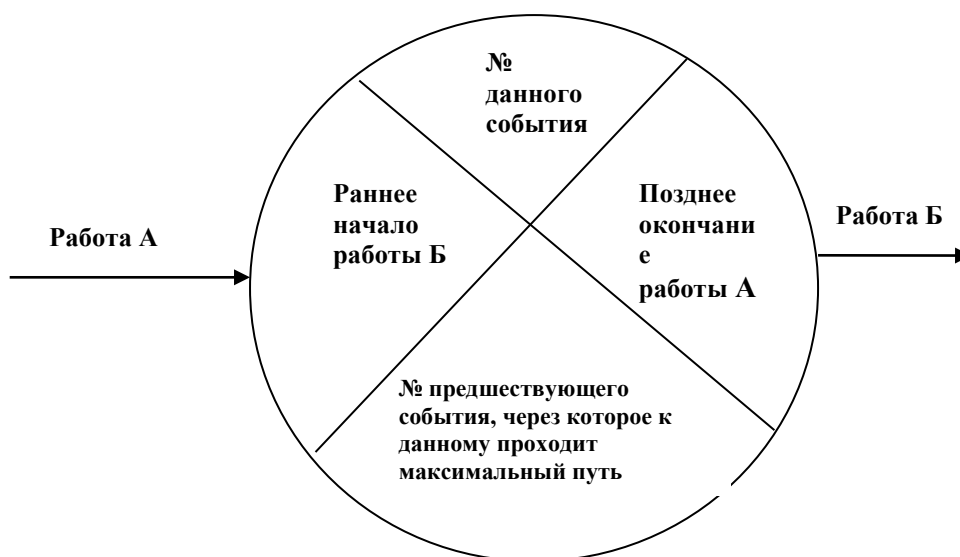 №
данного
события
Раннее
начало
работы Б
Позднее
окончани
е
работы А
Работа А
Работа Б
№ предшествующего
события, через которое к
данному проходит
максимальный путь